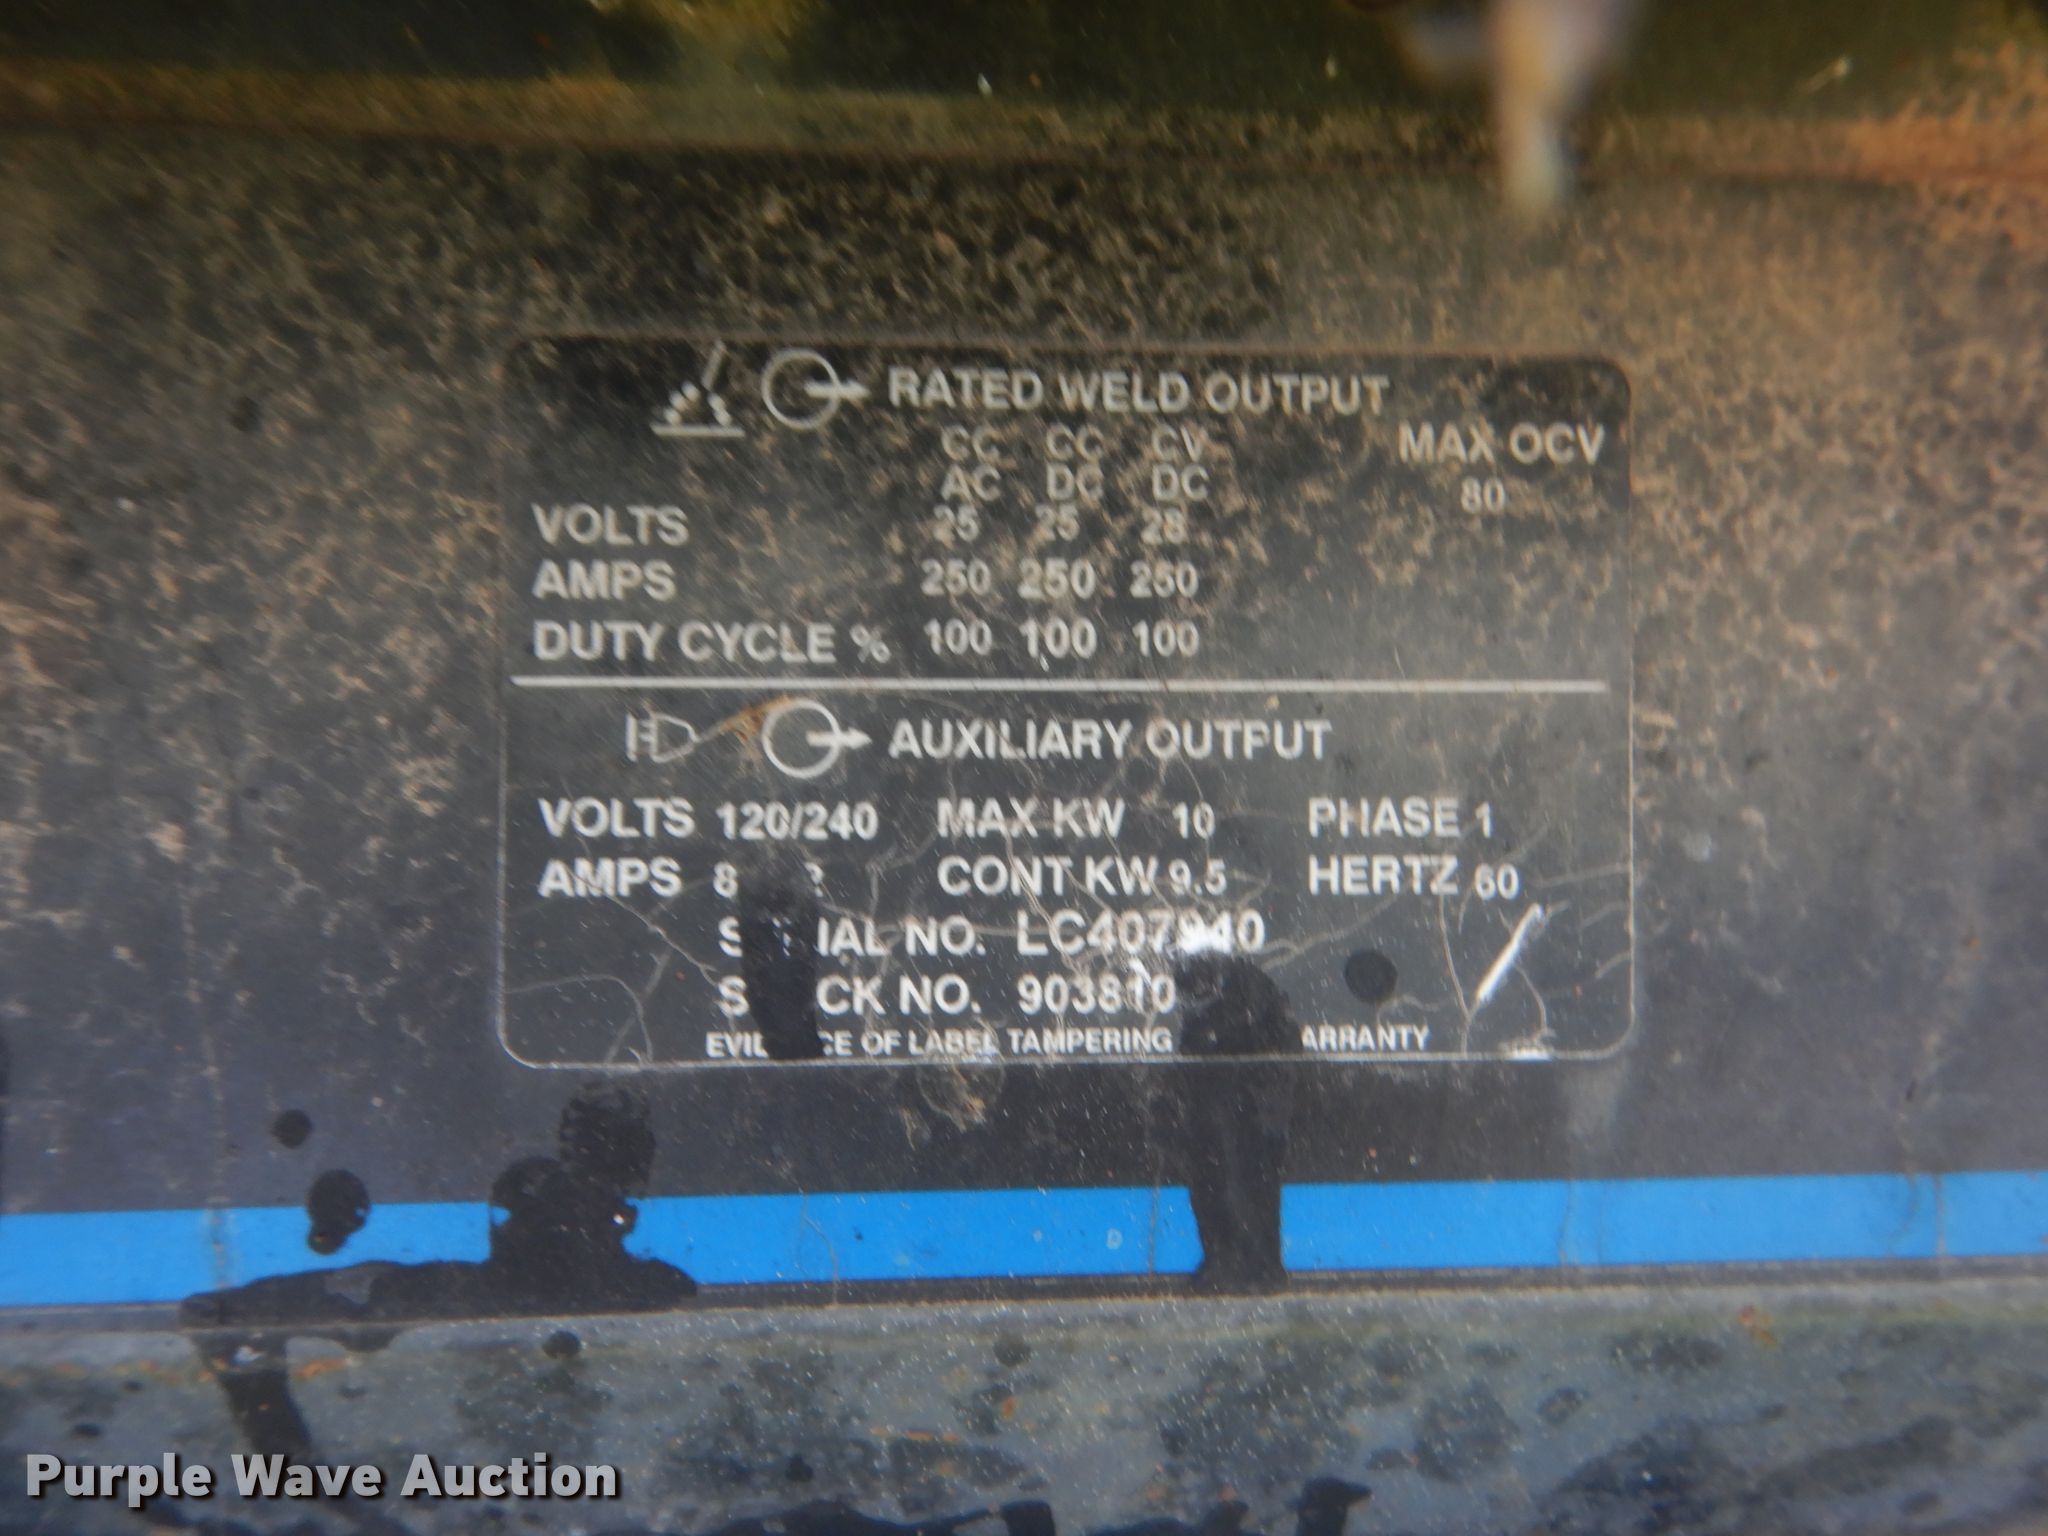 RATED WELD OUTPUT
CC CC CV MAX OCV
AC DC DC 80
VOLTS 25 25 28
AMPS 250 250 250
DUTY CYCLE % 100 100 100
AUXILIARY OUTPUT
VOLTS 120/240 MAX KW 10 PHASE 1
AMPS CONT KW 9.5 HERTZ 60
NO. LC407940
NO. 903810
OF LABEL TAMPERING
Purple Wave Auction